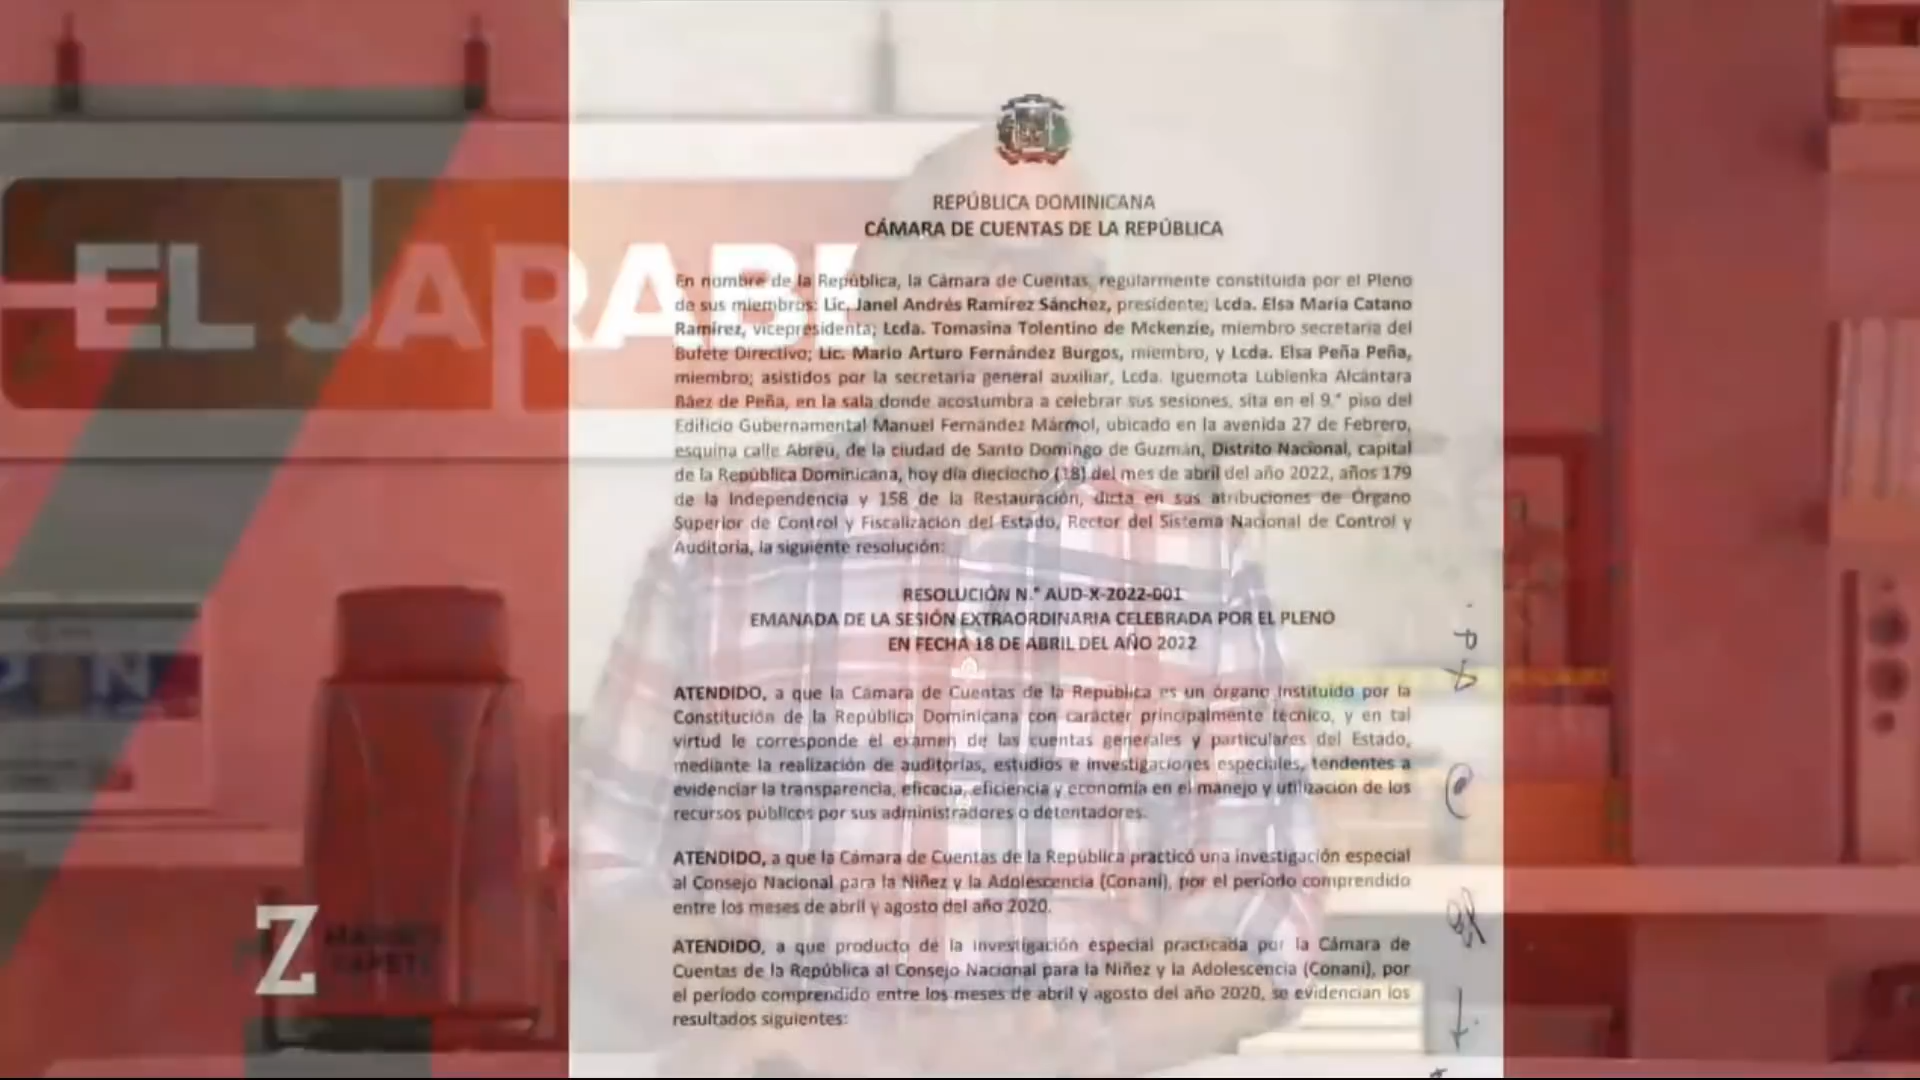 EL JARABE
REPÚBLICA DOMINICANA
CÁMARA DE CUENTAS DE LA REPÚBLICA
En nombre de la República, la Cámara de Cuentas, regularmente constituida por el Pleno
de sus miembros: Lic. Janel Andrés Ramírez Sánchez, presidente; Lcda. Elsa María Catano
Ramírez, vicepresidenta; Lcda. Tomasina Tolentino de Mckenzie, miembro secretaria del
Bufete Directivo; Lic. Mario Arturo Fernández Burgos, miembro, y Lcda. Elsa Peña Peña,
miembro; asistidos por la secretaria general auxiliar, Lcda. Iguemota Lubienka Alcántara
Báez de Peña, en la sala donde acostumbra a celebrar sus sesiones, sita en el 9.° piso del
Edificio Gubernamental Manuel Fernández Mármol, ubicado en la avenida 27 de Febrero,
esquina calle Abreu, de la ciudad de Santo Domingo de Guzmán, Distrito Nacional, capital
de la República Dominicana, hoy día dieciocho (18) del mes de abril del año 2022, años 179
de la Independencia y 158 de la Restauración, dicta en sus atribuciones de Órgano
Superior de Control y Fiscalización del Estado, Rector del Sistema Nacional de Control y
Auditoría, la siguiente resolución:
RESOLUCIÓN N.° AUD-X-2022-001
EMANADA DE LA SESIÓN EXTRAORDINARIA CELEBRADA POR EL PLENO
EN FECHA 18 DE ABRIL DEL AÑO 2022
ATENDIDO, a que la Cámara de Cuentas de la República es un órgano instituido por la
Constitución de la República Dominicana con carácter principalmente técnico, y en tal
virtud le corresponde el examen de las cuentas generales y particulares del Estado,
mediante la realización de auditorías, estudios e investigaciones especiales, tendentes a
evidenciar la transparencia, eficacia, eficiencia y economía en el manejo y utilización de los
recursos públicos por sus administradores o detentadores.
ATENDIDO, a que la Cámara de Cuentas de la República practicó una investigación especial
al Consejo Nacional para la Niñez y la Adolescencia (Conani), por el período comprendido
entre los meses de abril y agosto del año 2020.
ATENDIDO, a que producto de la investigación especial practicada por la Cámara de
Cuentas de la República al Consejo Nacional para la Niñez y la Adolescencia (Conani), por
el período comprendido entre los meses de abril y agosto del año 2020, se evidencian los
resultados siguientes:
Z